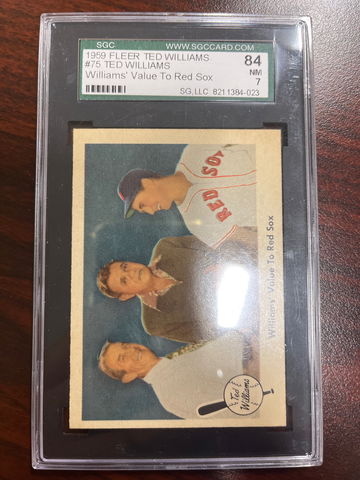 SGC WWW.SGCCARD.COM
1959 FLEER TED WILLIAMS 84
#75 TED WILLIAMS NM
Williams' Value To Red Sox 7
SG,LLC 8211384-023
RED SOX
Williams' Value To Red Sox
Ted
Williams